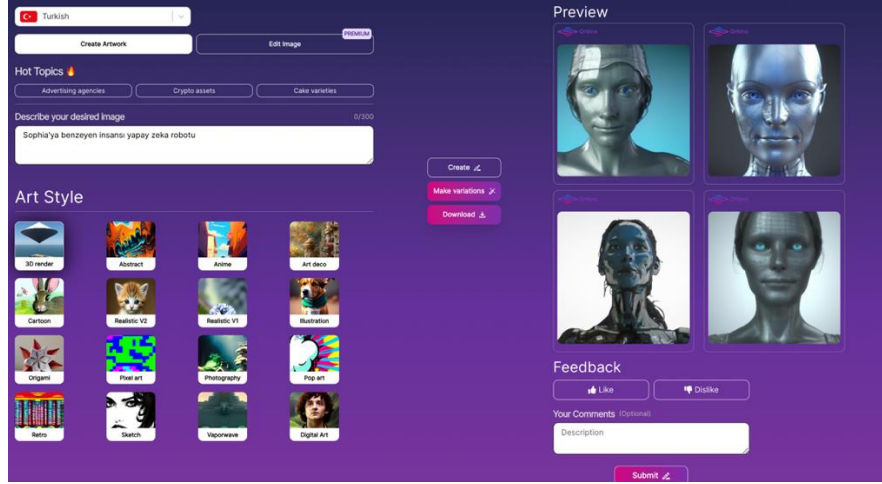 Turkish
Create Artwork
Edit Image
PREMIUM
Hot Topics 🔥
Advertising agencies
Crypto assets
Cake varieties
Describe your desired image
0/300
Sophia'ya benzeyen insansı yapay zeka robotu
Art Style
3D render
Abstract
Anime
Art deco
Cartoon
Realistic V2
Realistic V1
Illustration
Origami
Pixel art
Photography
Pop art
Retro
Sketch
Vaporwave
Digital Art
Create
Make variations
Download
Preview
Feedback
Like
Dislike
Your Comments (Optional)
Description
Submit